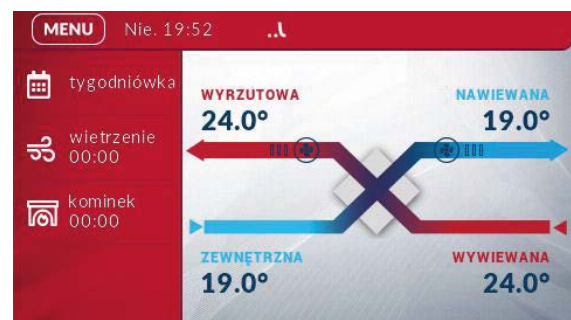 MENU Nie. 19:52
tygodniówka
wietrzenie
00:00
kominek
00:00
WYRZUTOWA
24.0°
NAWIEWANA
19.0°
ZEWNĘTRZNA
19.0°
WYWIEWANA
24.0°